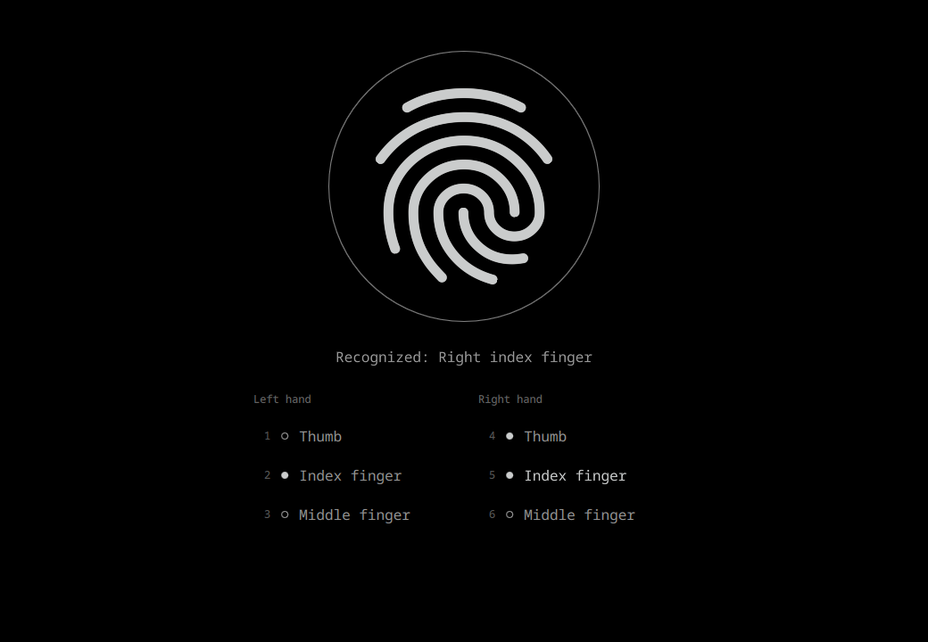 Recognized: Right index finger
Left hand
1 Thumb
2 Index finger
3 Middle finger
Right hand
4 Thumb
5 Index finger
6 Middle finger